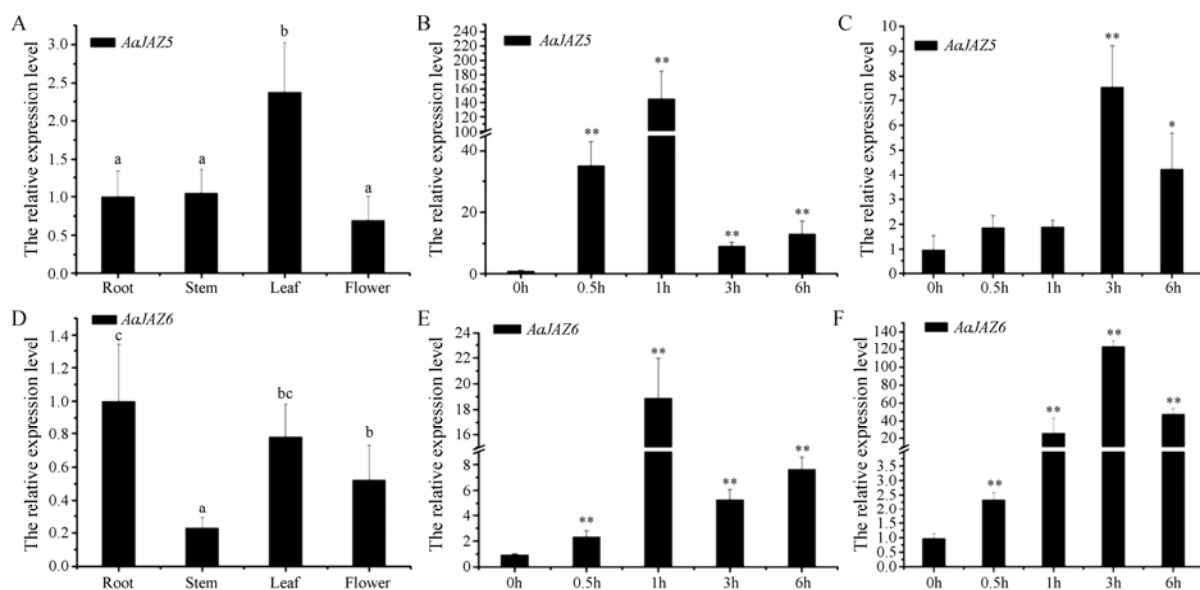 A
The relative expression level
AaJAZ5
3.0
2.5
2.0
1.5
1.0
0.5
0.0
a
a
b
a
Root Stem Leaf Flower
B
The relative expression level
AaJAZ5
240
220
200
180
160
140
120
100
40
20
0
**
**
**
**
0h 0.5h 1h 3h 6h
C
The relative expression level
AaJAZ5
10
9
8
7
6
5
4
3
2
1
0
**
*
0h 0.5h 1h 3h 6h
D
The relative expression level
AaJAZ6
1.4
1.2
1.0
0.8
0.6
0.4
0.2
0.0
c
a
bc
b
Root Stem Leaf Flower
E
The relative expression level
AaJAZ6
24
22
20
18
16
8
6
4
2
0
**
**
**
**
0h 0.5h 1h 3h 6h
F
The relative expression level
AaJAZ6
140
120
100
80
60
40
20
3.5
3.0
2.5
2.0
1.5
1.0
0.5
0.0
**
**
**
**
0h 0.5h 1h 3h 6h